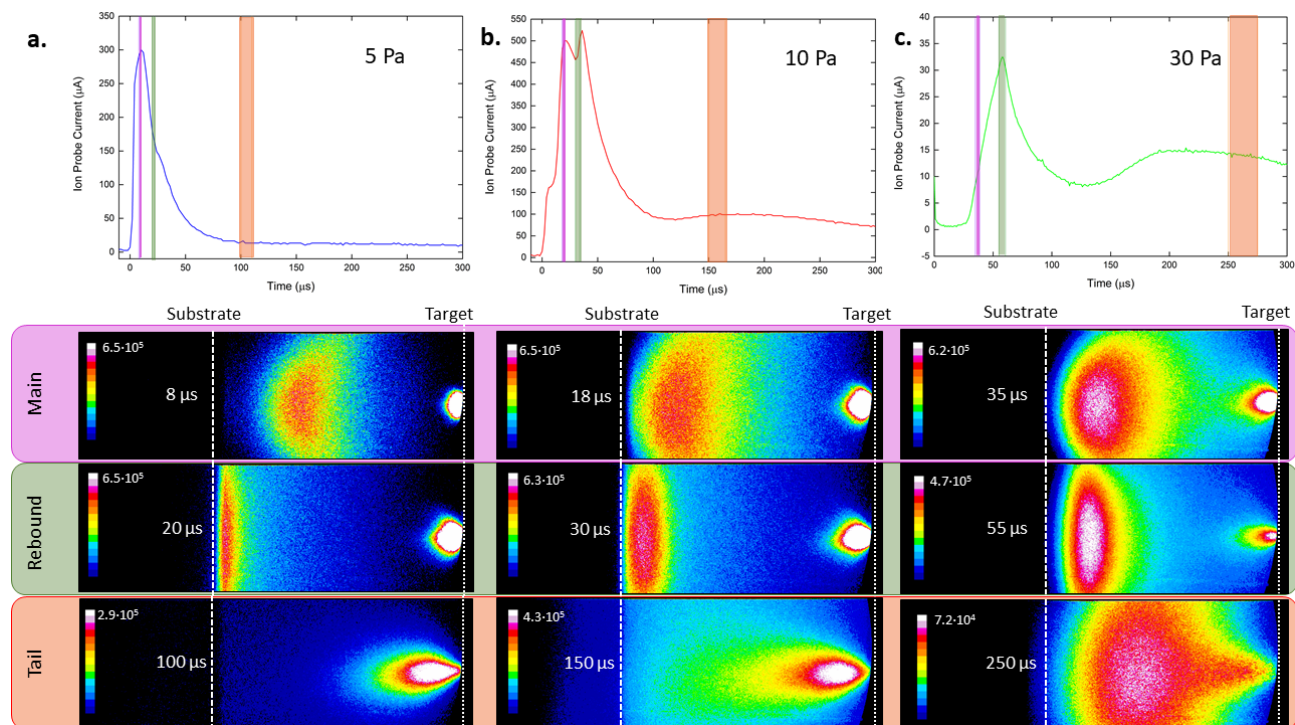 a.
5 Pa
Ion Probe Current (µA)
350
300
250
200
150
100
50
0
0
50
100
150
200
250
300
Time (µs)
b.
10 Pa
Ion Probe Current (µA)
550
500
450
400
350
300
250
200
150
100
50
0
0
50
100
150
200
250
300
Time (µs)
c.
30 Pa
Ion Probe Current (µA)
40
35
30
25
20
15
10
5
0
-5
0
50
100
150
200
250
300
Time (µs)
Substrate
Target
Substrate
Target
Substrate
Target
Main
6.5·10⁵
8 µs
6.5·10⁵
18 µs
6.2·10⁵
35 µs
Rebound
6.5·10⁵
20 µs
6.3·10⁵
30 µs
4.7·10⁵
55 µs
Tail
2.9·10⁵
100 µs
4.3·10⁵
150 µs
7.2·10⁴
250 µs